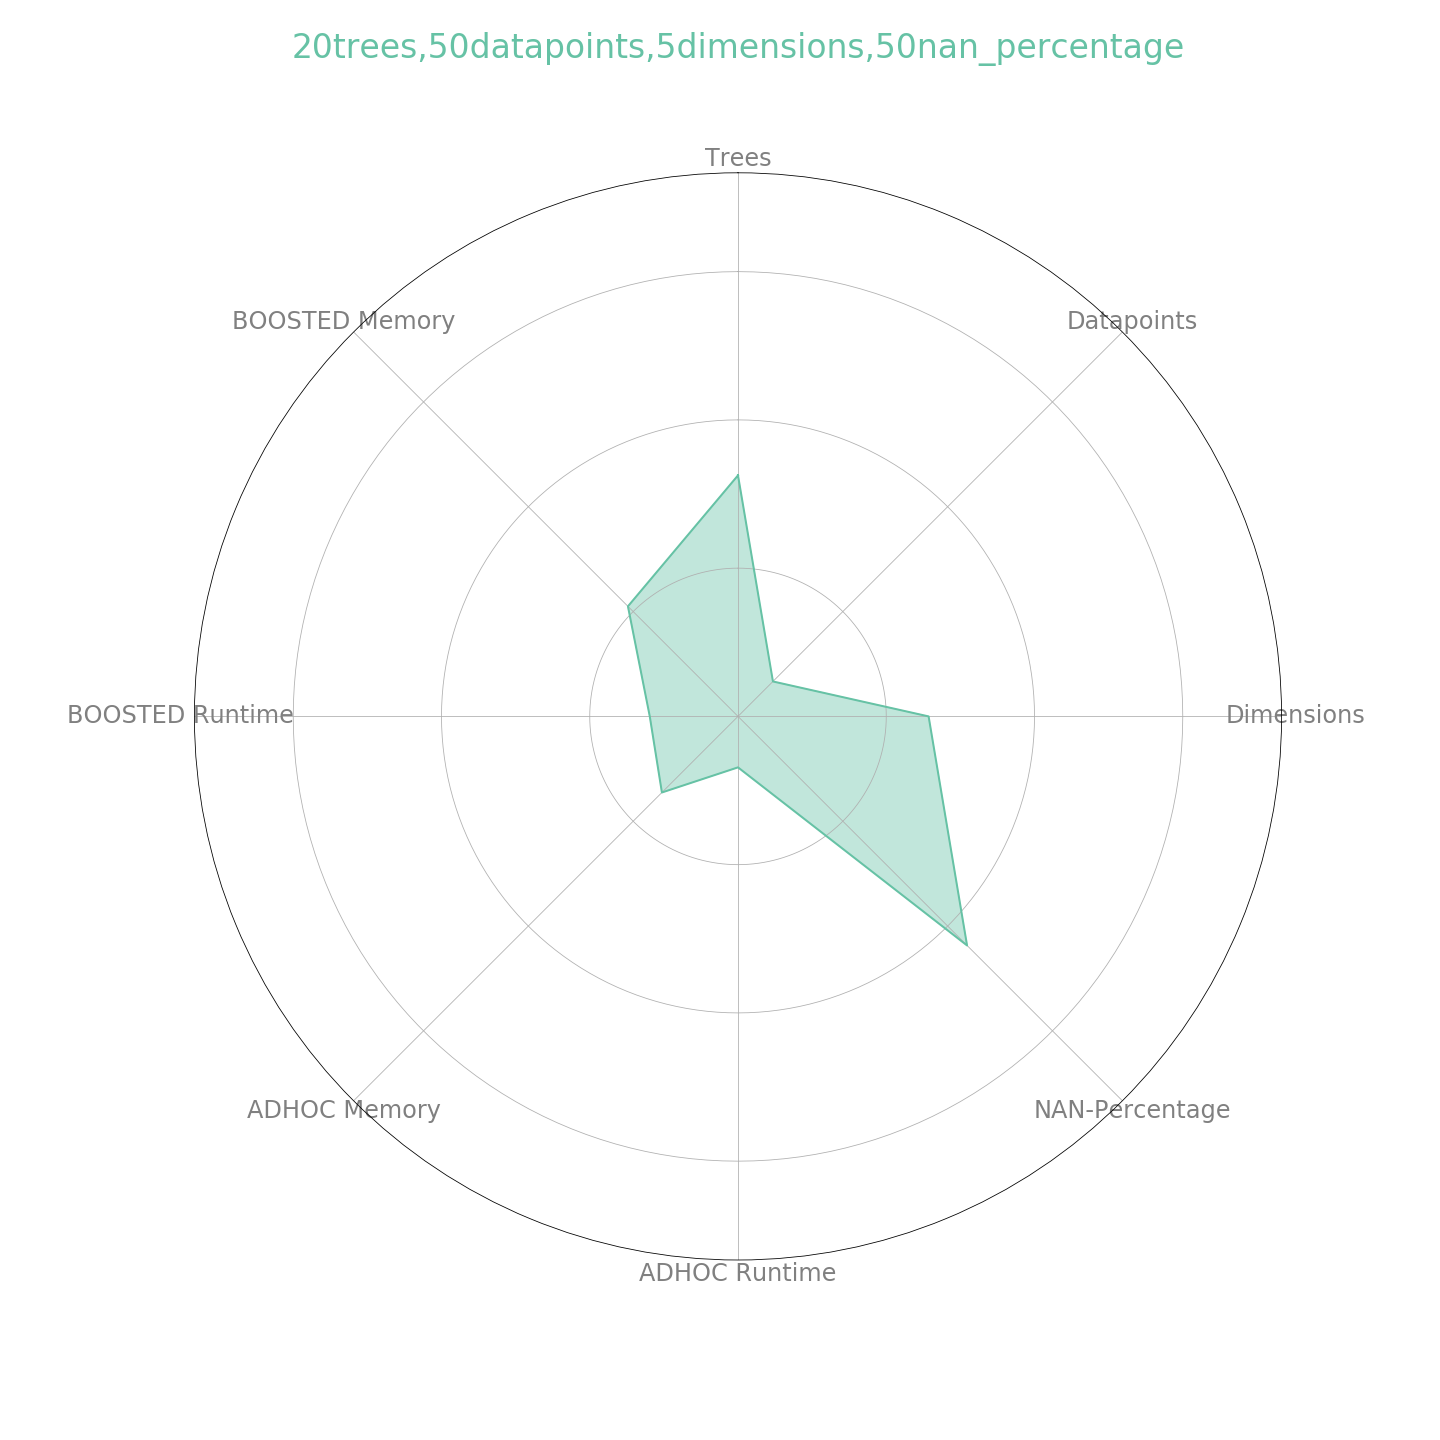 20trees,50datapoints,5dimensions,50nan_percentage
Trees
BOOSTED Memory
Datapoints
BOOSTED Runtime
Dimensions
ADHOC Memory
NAN-Percentage
ADHOC Runtime